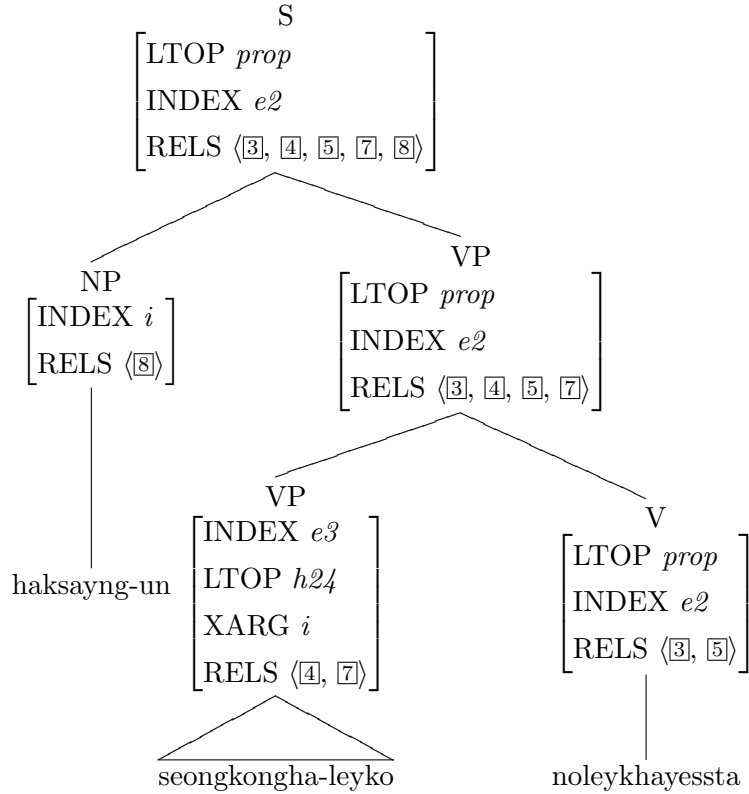 S
LTOP prop
INDEX e2
RELS ⟨3, 4, 5, 7, 8⟩
NP
INDEX i
RELS ⟨8⟩
VP
LTOP prop
INDEX e2
RELS ⟨3, 4, 5, 7⟩
haksayng-un
VP
INDEX e3
LTOP h24
XARG i
RELS ⟨4, 7⟩
V
LTOP prop
INDEX e2
RELS ⟨3, 5⟩
seongkongha-leyko
noleykhayessta